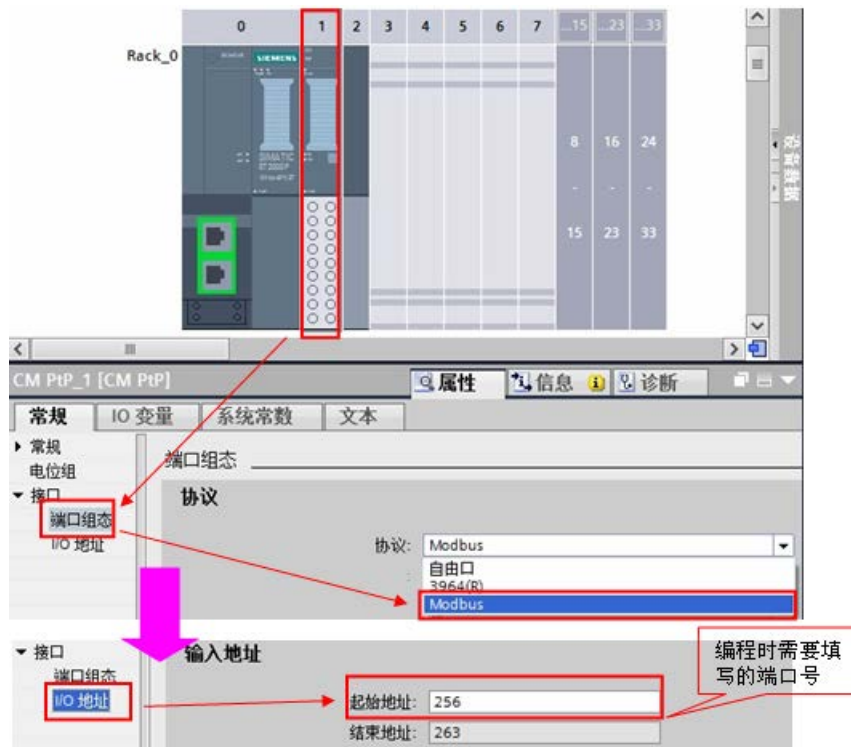 0 1 2 3 4 5 6 7 ...15 ...23 ...33
Rack_0
SIEMENS
8 16 24
- - -
15 23 33
设备数据
CM PtP_1 [CM PtP]
属性 信息 诊断
常规 IO 变量 系统常数 文本
常规
电位组
接口
端口组态
I/O 地址
端口组态
协议
协议: Modbus
自由口
3964(R)
Modbus
接口
端口组态
I/O 地址
输入地址
起始地址: 256
结束地址: 263
编程时需要填
写的端口号